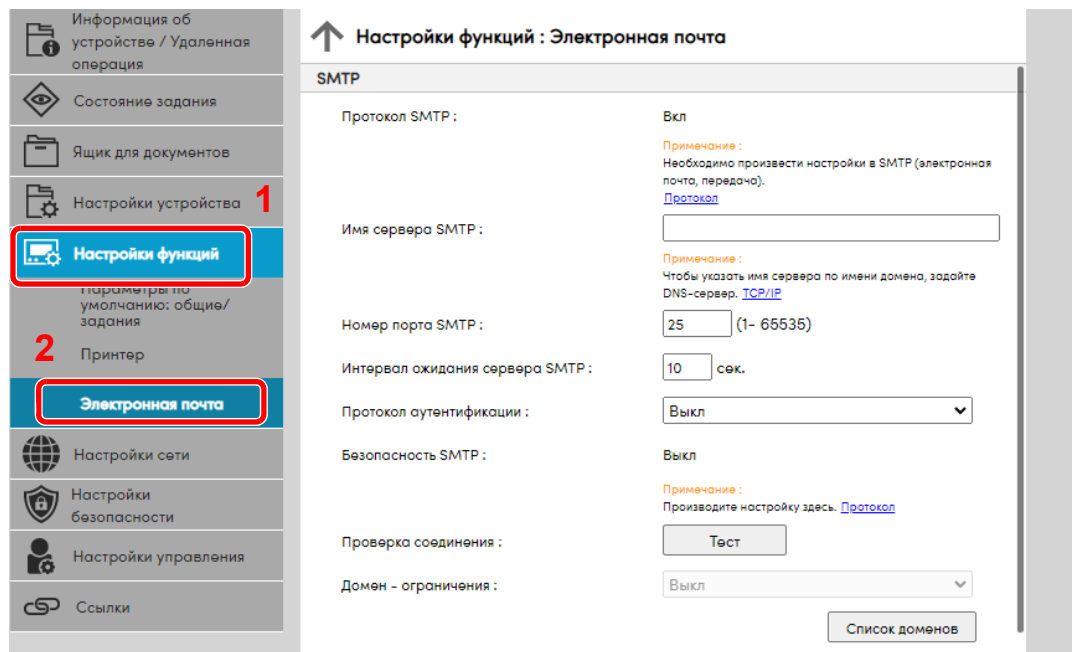 Информация об
устройстве / Удаленная
операция
Состояние задания
Ящик для документов
Настройки устройства
1
Настройки функций
Параметры по
умолчанию: общие/
задания
2
Принтер
Электронная почта
Настройки сети
Настройки
безопасности
Настройки управления
Ссылки
Настройки функций : Электронная почта
SMTP
Протокол SMTP : Вкл
Примечание :
Необходимо произвести настройки в SMTP (электронная
почта, передача).
Протокол
Имя сервера SMTP :
Примечание :
Чтобы указать имя сервера по имени домена, задайте
DNS-сервер. TCP/IP
Номер порта SMTP : 25 (1- 65535)
Интервал ожидания сервера SMTP : 10 сек.
Протокол аутентификации : Выкл
Безопасность SMTP : Выкл
Примечание :
Производите настройку здесь. Протокол
Проверка соединения : Тест
Домен - ограничения : Выкл
Список доменов